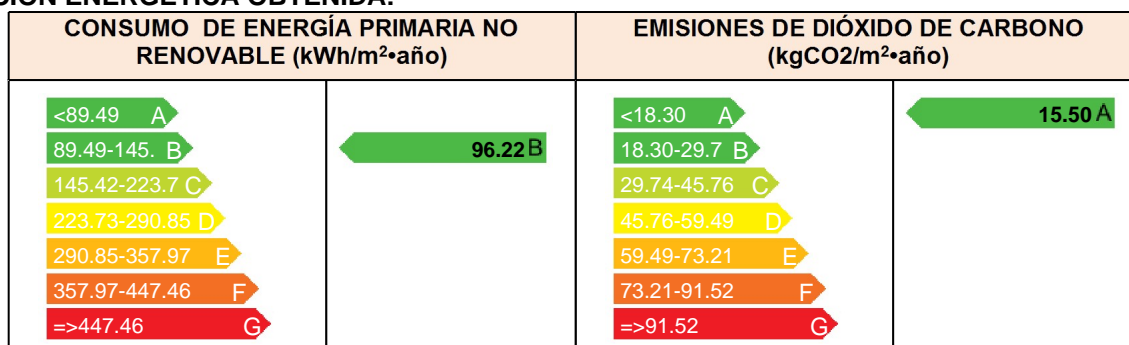 SIÓN ENERGÉTICA OBTENIDA:
CONSUMO DE ENERGÍA PRIMARIA NO
RENOVABLE (kWh/m²•año)
EMISIONES DE DIÓXIDO DE CARBONO
(kgCO2/m²•año)
<89.49 A
89.49-145. B
145.42-223.7 C
223.73-290.85 D
290.85-357.97 E
357.97-447.46 F
=>447.46 G
96.22 B
<18.30 A
18.30-29.7 B
29.74-45.76 C
45.76-59.49 D
59.49-73.21 E
73.21-91.52 F
=>91.52 G
15.50 A